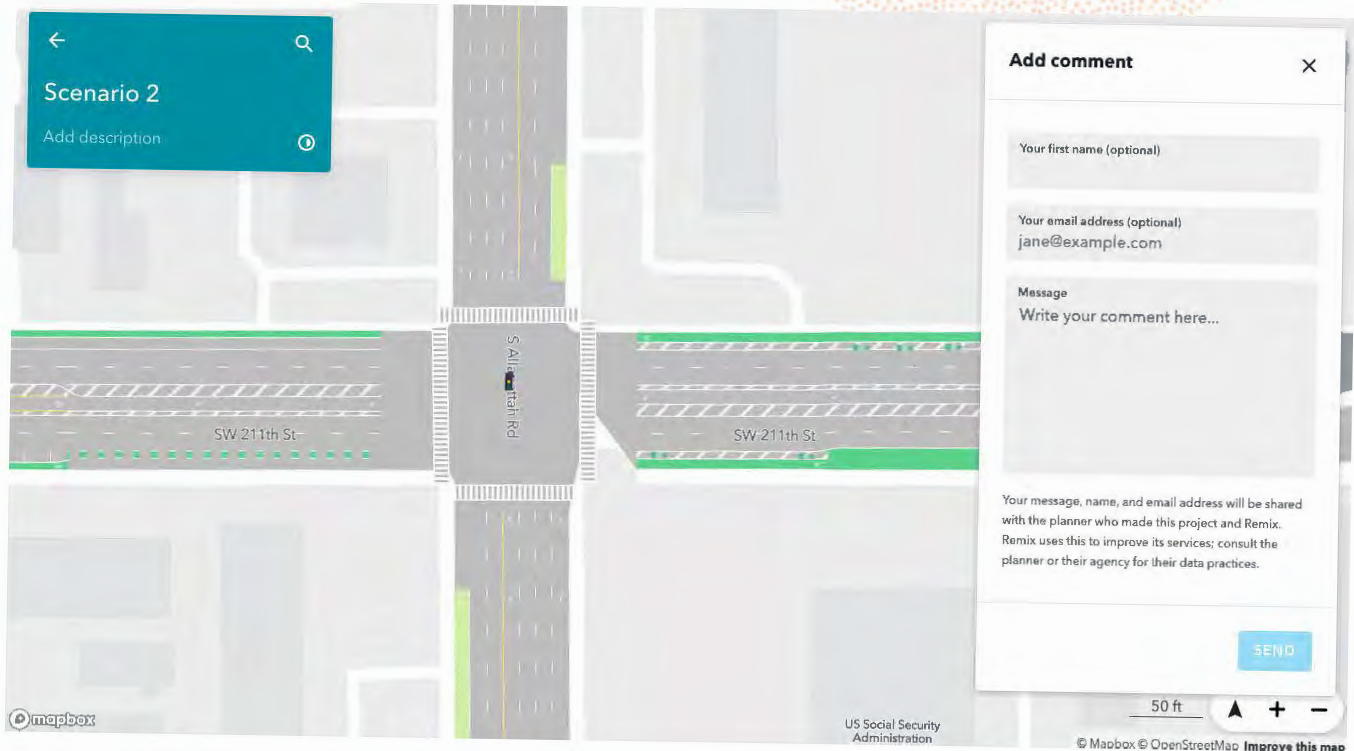 Scenario 2
Add description
S Allapattah Rd
SW 211th St
SW 211th St
US Social Security
Administration
mapbox
Add comment
Your first name (optional)
Your email address (optional)
jane@example.com
Message
Write your comment here...
Your message, name, and email address will be shared
with the planner who made this project and Remix.
Remix uses this to improve its services; consult the
planner or their agency for their data practices.
SEND
50 ft
© Mapbox © OpenStreetMap Improve this map